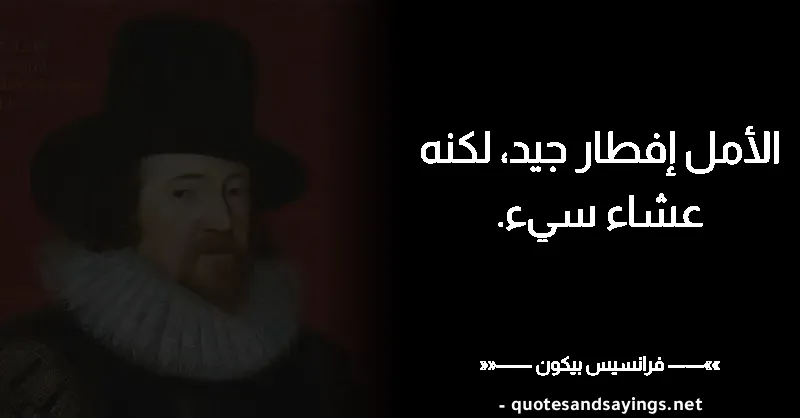 الأمل إفطار جيد، لكنه
عشاء سيء.
»»—— فرانسيس بيكون ——««
- quotesandsayings.net